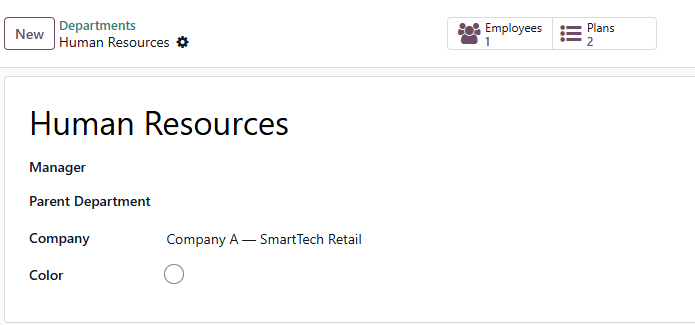 New
Departments
Human Resources
Employees
1
Plans
2
Human Resources
Manager
Parent Department
Company
Company A — SmartTech Retail
Color